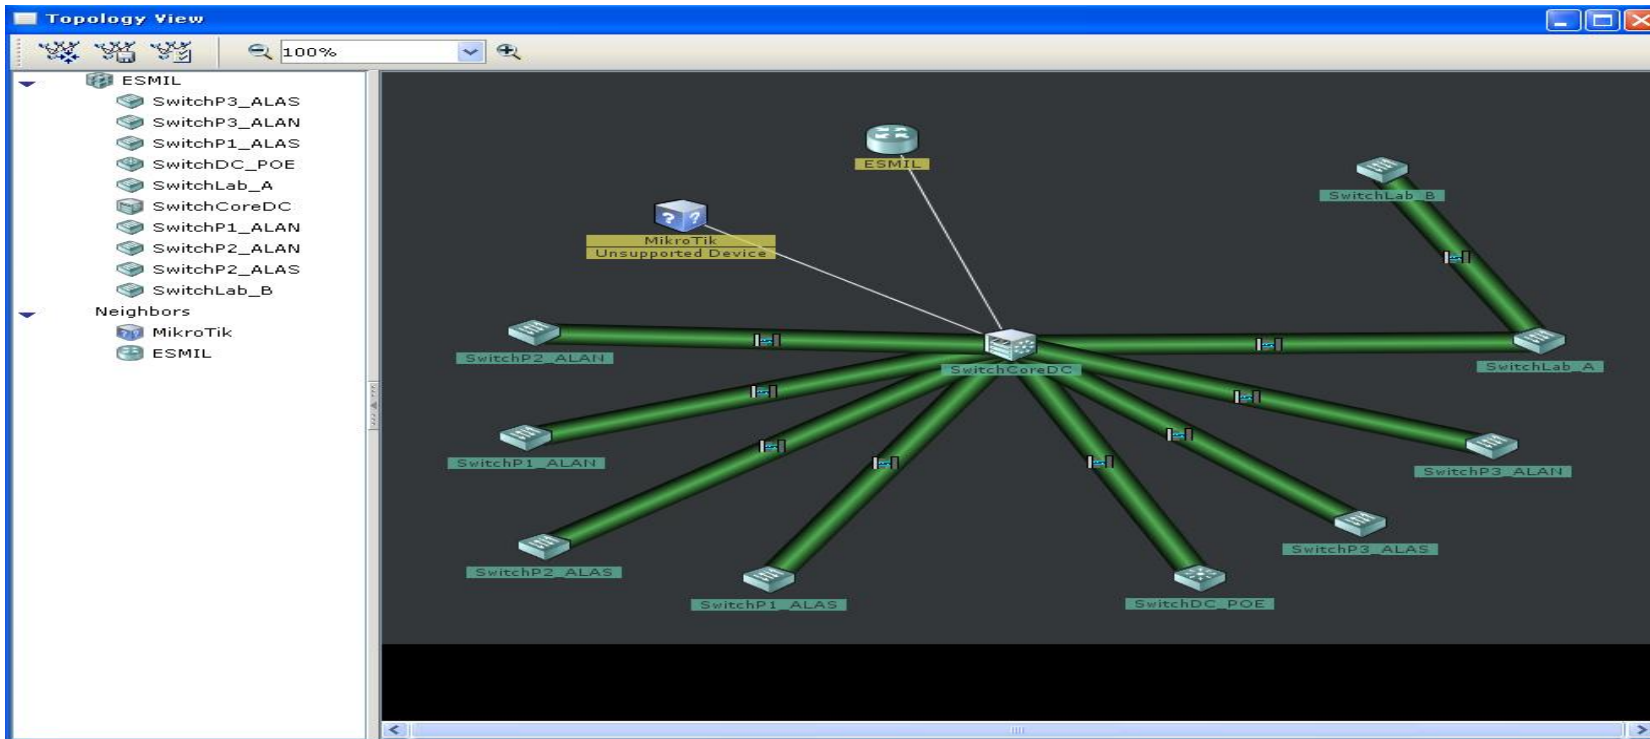 Topology View
100%
ESMIL
SwitchP3_ALAS
SwitchP3_ALAN
SwitchP1_ALAS
SwitchDC_POE
SwitchLab_A
SwitchCoreDC
SwitchP1_ALAN
SwitchP2_ALAN
SwitchP2_ALAS
SwitchLab_B
Neighbors
MikroTik
ESMIL
ESMIL
SwitchLab_B
MikroTik
Unsupported Device
SwitchP2_ALAN
SwitchCoreDC
SwitchLab_A
SwitchP1_ALAN
SwitchP3_ALAN
SwitchP3_ALAS
SwitchP2_ALAS
SwitchP1_ALAS
SwitchDC_POE